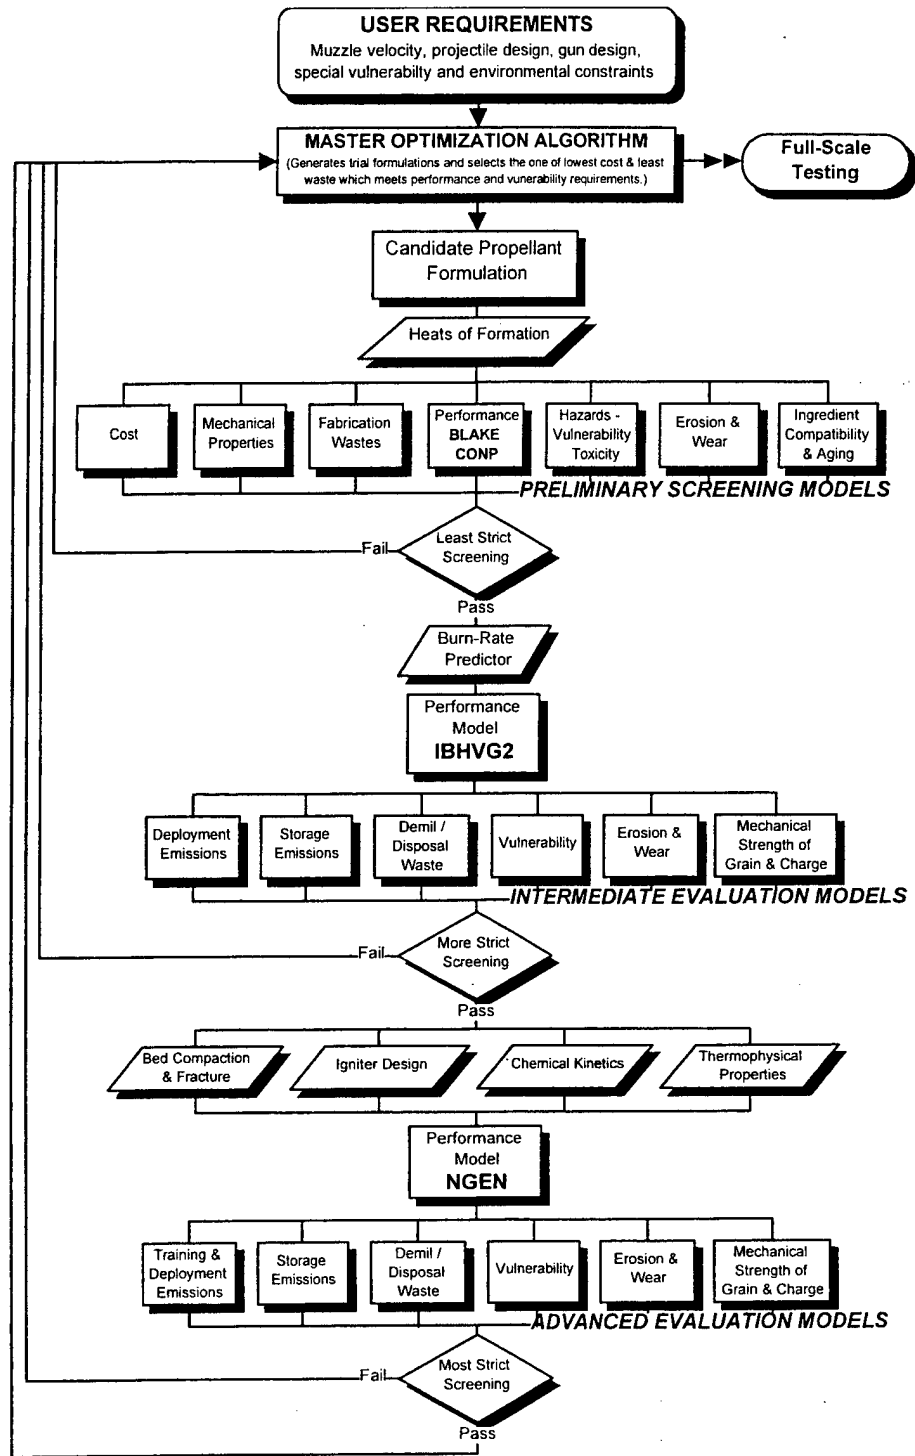 USER REQUIREMENTS
Muzzle velocity, projectile design, gun design,
special vulnerabilty and environmental constraints
MASTER OPTIMIZATION ALGORITHM
(Generates trial formulations and selects the one of lowest cost & least
waste which meets performance and vunerability requirements.)
Full-Scale
Testing
Candidate Propellant
Formulation
Heats of Formation
Cost
Mechanical
Properties
Fabrication
Wastes
Performance
BLAKE
CONP
Hazards -
Vulnerability
Toxicity
Erosion &
Wear
Ingredient
Compatibility
& Aging
PRELIMINARY SCREENING MODELS
Fail
Least Strict
Screening
Pass
Burn-Rate
Predictor
Performance
Model
IBHVG2
Deployment
Emissions
Storage
Emissions
Demil /
Disposal
Waste
Vulnerability
Erosion &
Wear
Mechanical
Strength of
Grain & Charge
INTERMEDIATE EVALUATION MODELS
Fail
More Strict
Screening
Pass
Bed Compaction
& Fracture
Igniter Design
Chemical Kinetics
Thermophysical
Properties
Performance
Model
NGEN
Training &
Deployment
Emissions
Storage
Emissions
Demil /
Disposal
Waste
Vulnerability
Erosion &
Wear
Mechanical
Strength of
Grain & Charge
ADVANCED EVALUATION MODELS
Fail
Most Strict
Screening
Pass